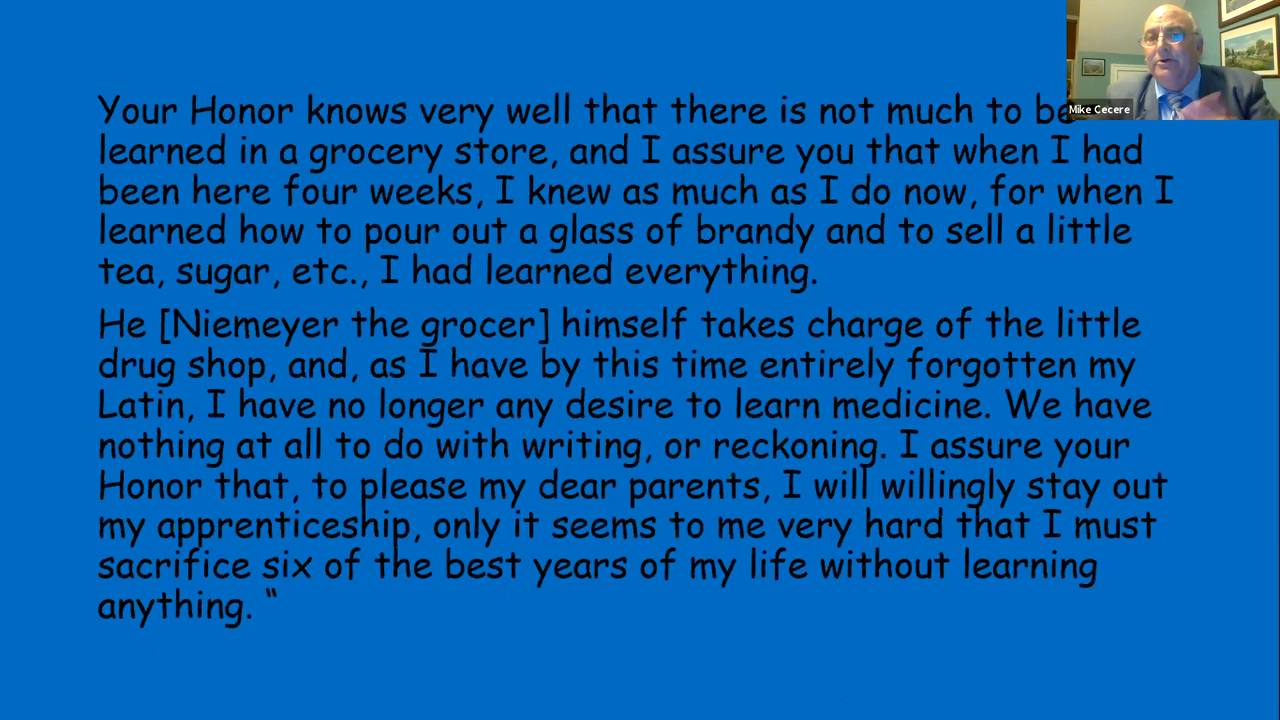 Your Honor knows very well that there is not much to be
learned in a grocery store, and I assure you that when I had
been here four weeks, I knew as much as I do now, for when I
learned how to pour out a glass of brandy and to sell a little
tea, sugar, etc., I had learned everything.
He [Niemeyer the grocer] himself takes charge of the little
drug shop, and, as I have by this time entirely forgotten my
Latin, I have no longer any desire to learn medicine. We have
nothing at all to do with writing, or reckoning. I assure your
Honor that, to please my dear parents, I will willingly stay out
my apprenticeship, only it seems to me very hard that I must
sacrifice six of the best years of my life without learning
anything. “
Mike Cecere